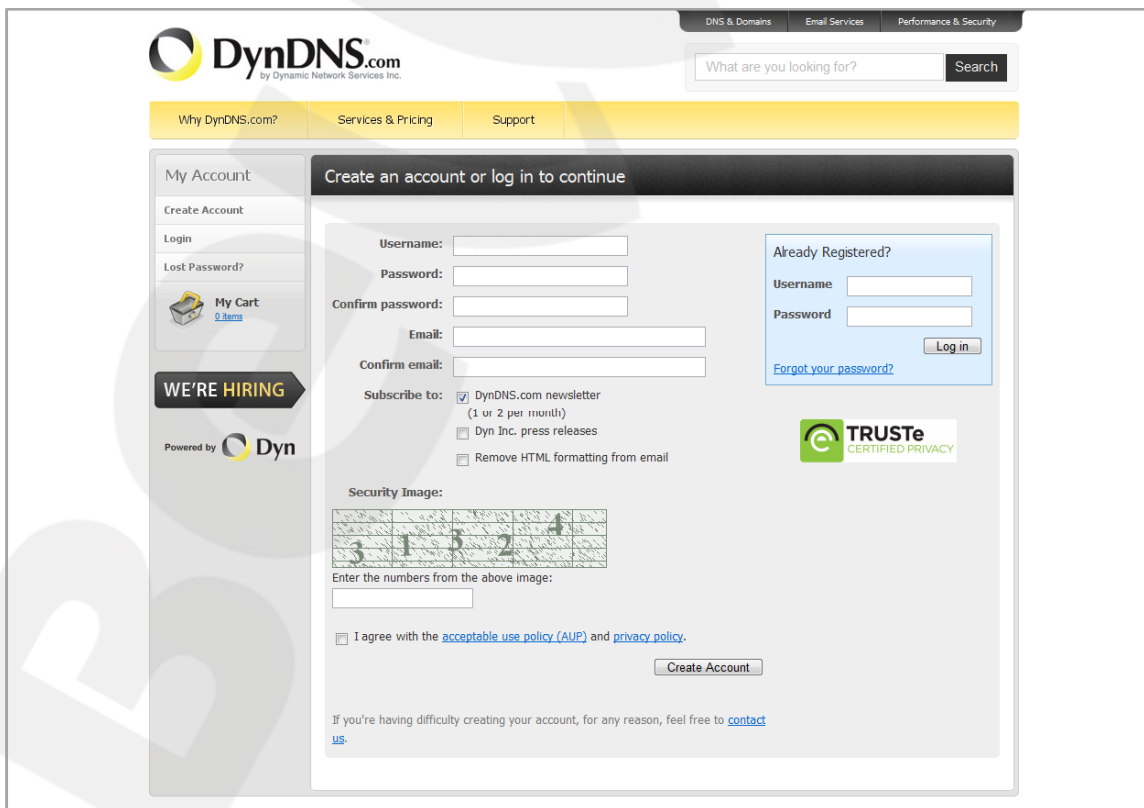 DNS & Domains Email Services Performance & Security
DynDNS.com
by Dynamic Network Services Inc.
What are you looking for? Search
Why DynDNS.com? Services & Pricing Support
My Account
Create Account
Login
Lost Password?
My Cart
0 items
WE'RE HIRING
Powered by Dyn
Create an account or log in to continue
Username:
Password:
Confirm password:
Email:
Confirm email:
Subscribe to: DynDNS.com newsletter
(1 or 2 per month)
Dyn Inc. press releases
Remove HTML formatting from email
Security Image:
3 1 3 2 4
Enter the numbers from the above image:
I agree with the acceptable use policy (AUP) and privacy policy.
Create Account
If you're having difficulty creating your account, for any reason, feel free to contact
us.
Already Registered?
Username
Password
Log in
Forgot your password?
TRUSTe
CERTIFIED PRIVACY